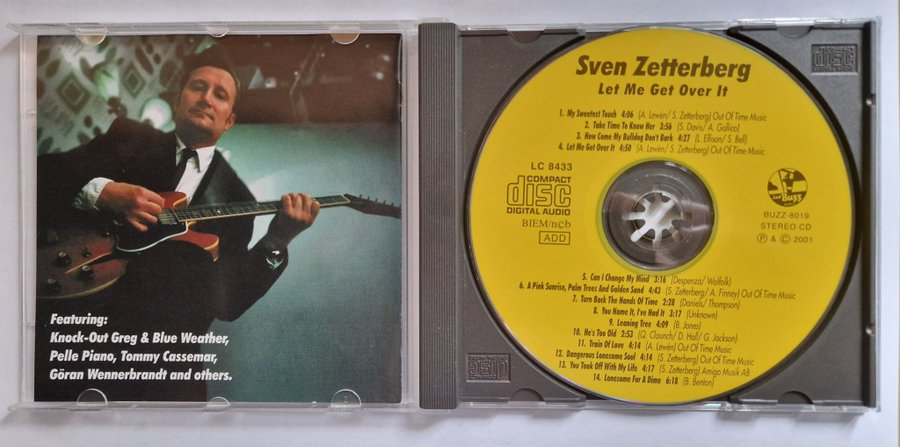 Featuring:
Knock-Out Greg & Blue Weather,
Pelle Piano, Tommy Cassemar,
Göran Wennerbrandt and others.
Sven Zetterberg
Let Me Get Over It
1. My Sweetest Touch 4:06 (A. Lewén/ S. Zetterberg) Out Of Time Music
2. Take Time To Know Her 3:56 (S. Davis/ A. Gallico)
3. How Come My Bulldog Don't Bark 4:27 (L. Ellison/ S. Bell)
4. Let Me Get Over It 4:50 (A. Lewén/ S. Zetterberg) Out Of Time Music
LC 8433
COMPACT
disc
DIGITAL AUDIO
BIEM/n©b
ADD
BUZZ
BUZZ-8019
STEREO CD
℗ & © 2001
5. Can I Change My Mind 3:16 (Despenza/ Wolfolk)
6. A Pink Sunrise, Palm Trees And Golden Sand 4:43 (S. Zetterberg/ A. Finney) Out Of Time Music
7. Turn Back The Hands Of Time 2:28 (Daniels/ Thompson)
8. You Name It, I've Had It 3:17 (Unknown)
9. Leaning Tree 4:09 (B. Jones)
10. He's Too Old 2:53 (Q. Claunch/ D. Hall/ G. Jackson)
11. Train Of Love 4:14 (A. Lewén) Out Of Time Music
12. Dangerous Lonesome Soul 4:14 (S. Zetterberg) Out Of Time Music
13. You Took Off With My Life 4:17 (S. Zetterberg) Amigo Musik AB
14. Lonesome For A Dime 6:18 (B. Benton)
COMPACT
disc